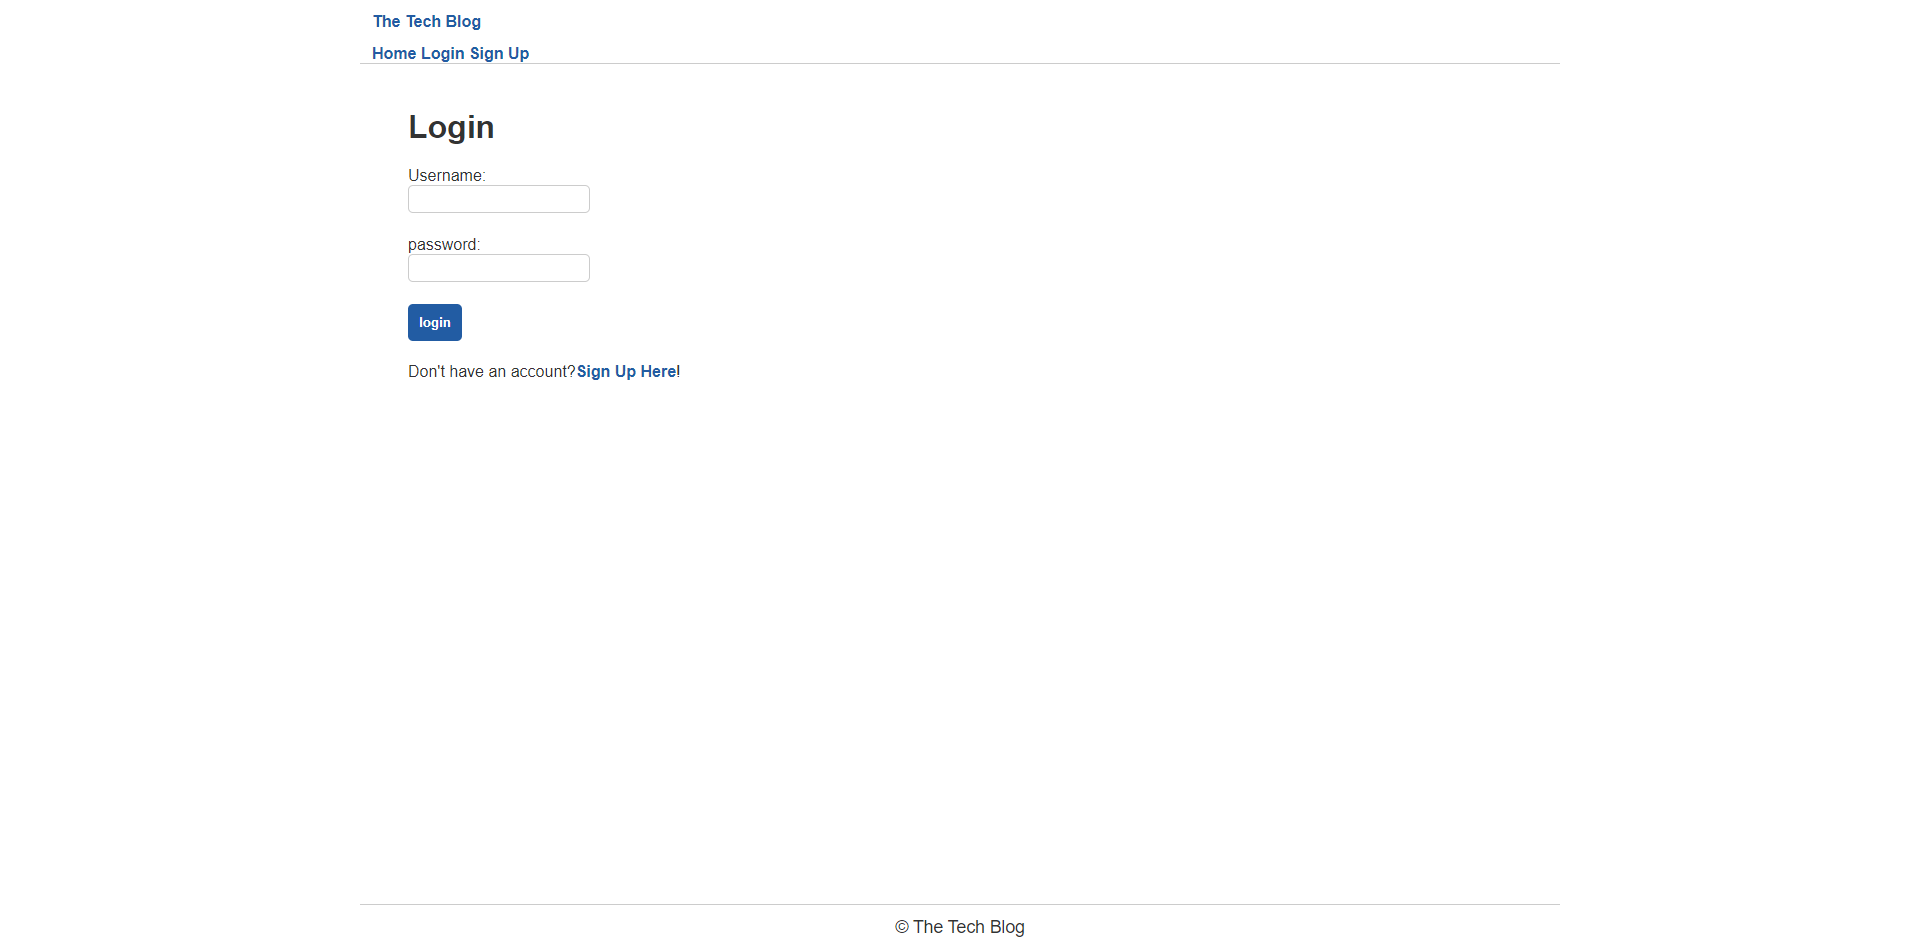 The Tech Blog
Home Login Sign Up
Login
Username:
password:
login
Don't have an account?Sign Up Here!
© The Tech Blog